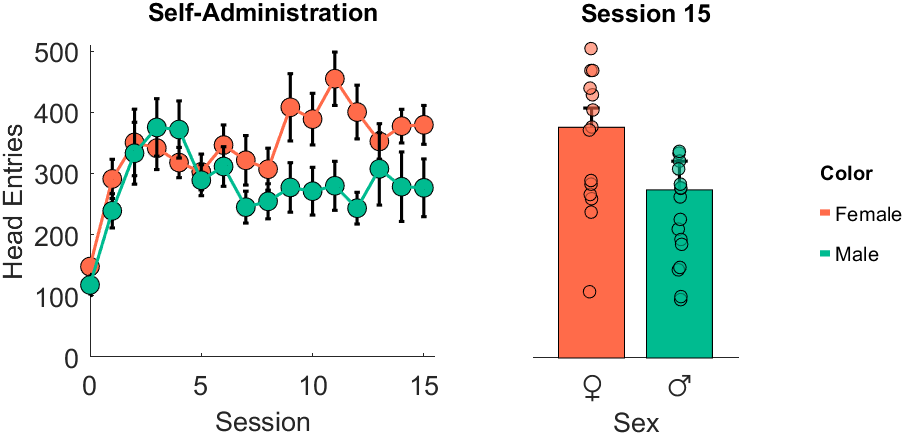 Self-Administration
500
400
300
200
100
0
Head Entries
0 5 10 15
Session
Session 15
♀ ♂
Sex
Color
Female
Male